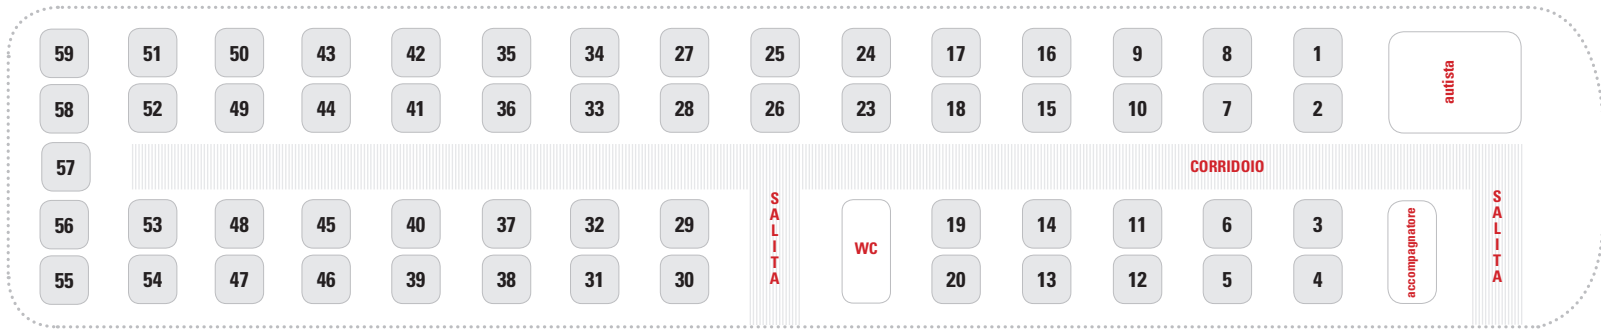 59 51 50 43 42 35 34 27 25 24 17 16 9 8 1
58 52 49 44 41 36 33 28 26 23 18 15 10 7 2
autista
57
CORRIDOIO
56 53 48 45 40 37 32 29 19 14 11 6 3
55 54 47 46 39 38 31 30 20 13 12 5 4
SALITA
WC
accompagnatore
SALITA